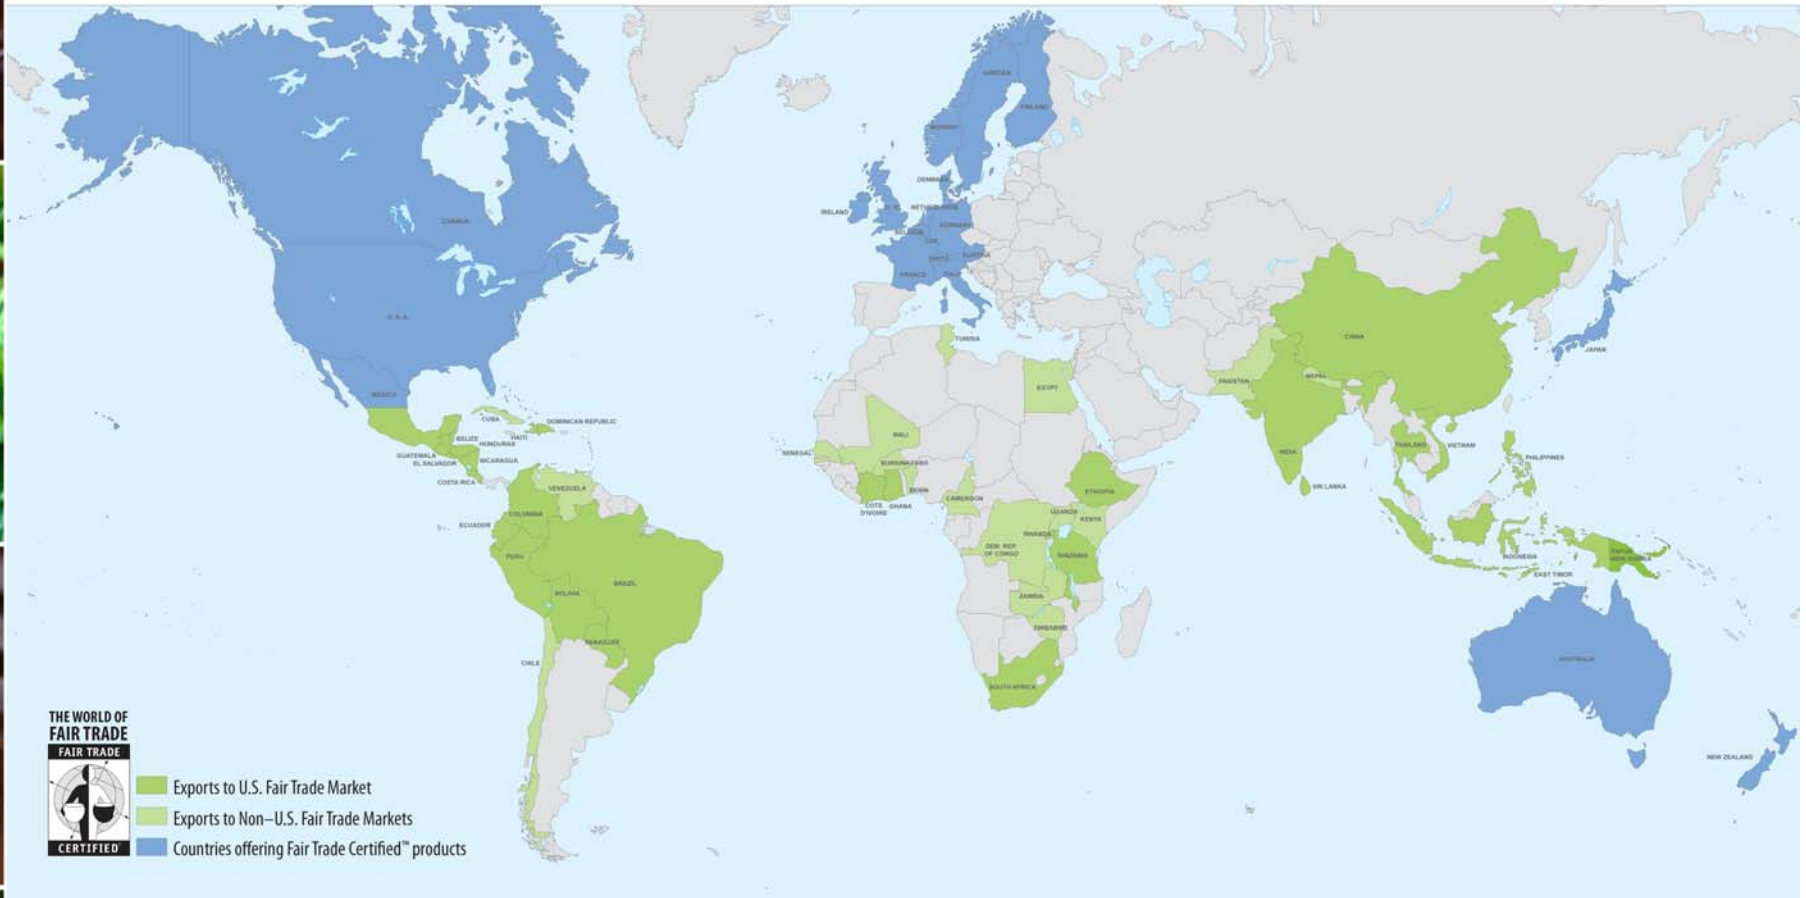 SWEDEN
FINLAND
NORWAY
DENMARK
IRELAND
U.K.
NETHERLANDS
CANADA
GERMANY
BELGIUM
LUX.
AUSTRIA
SWITZ.
FRANCE
ITALY
U.S.A.
CHINA
TUNISIA
JAPAN
NEPAL
PAKISTAN
EGYPT
MEXICO
CUBA
DOMINICAN REPUBLIC
MALI
HAITI
BELIZE
HONDURAS
THAILAND
VIETNAM
SENEGAL
INDIA
GUATEMALA
PHILIPPINES
NICARAGUA
EL SALVADOR
BURKINA FASO
COSTA RICA
SRI LANKA
VENEZUELA
BENIN
ETHIOPIA
CAMEROON
COTE
D'IVOIRE
GHANA
COLOMBIA
UGANDA
KENYA
ECUADOR
RWANDA
DEM. REP.
OF CONGO
PAPUA
NEW GUINEA
PERU
TANZANIA
INDONESIA
EAST TIMOR
BRAZIL
BOLIVIA
ZAMBIA
ZIMBABWE
PARAGUAY
CHILE
AUSTRALIA
SOUTH AFRICA
NEW ZEALAND
THE WORLD OF
FAIR TRADE
FAIR TRADE
CERTIFIED
Exports to U.S. Fair Trade Market
Exports to Non–U.S. Fair Trade Markets
Countries offering Fair Trade Certified™ products